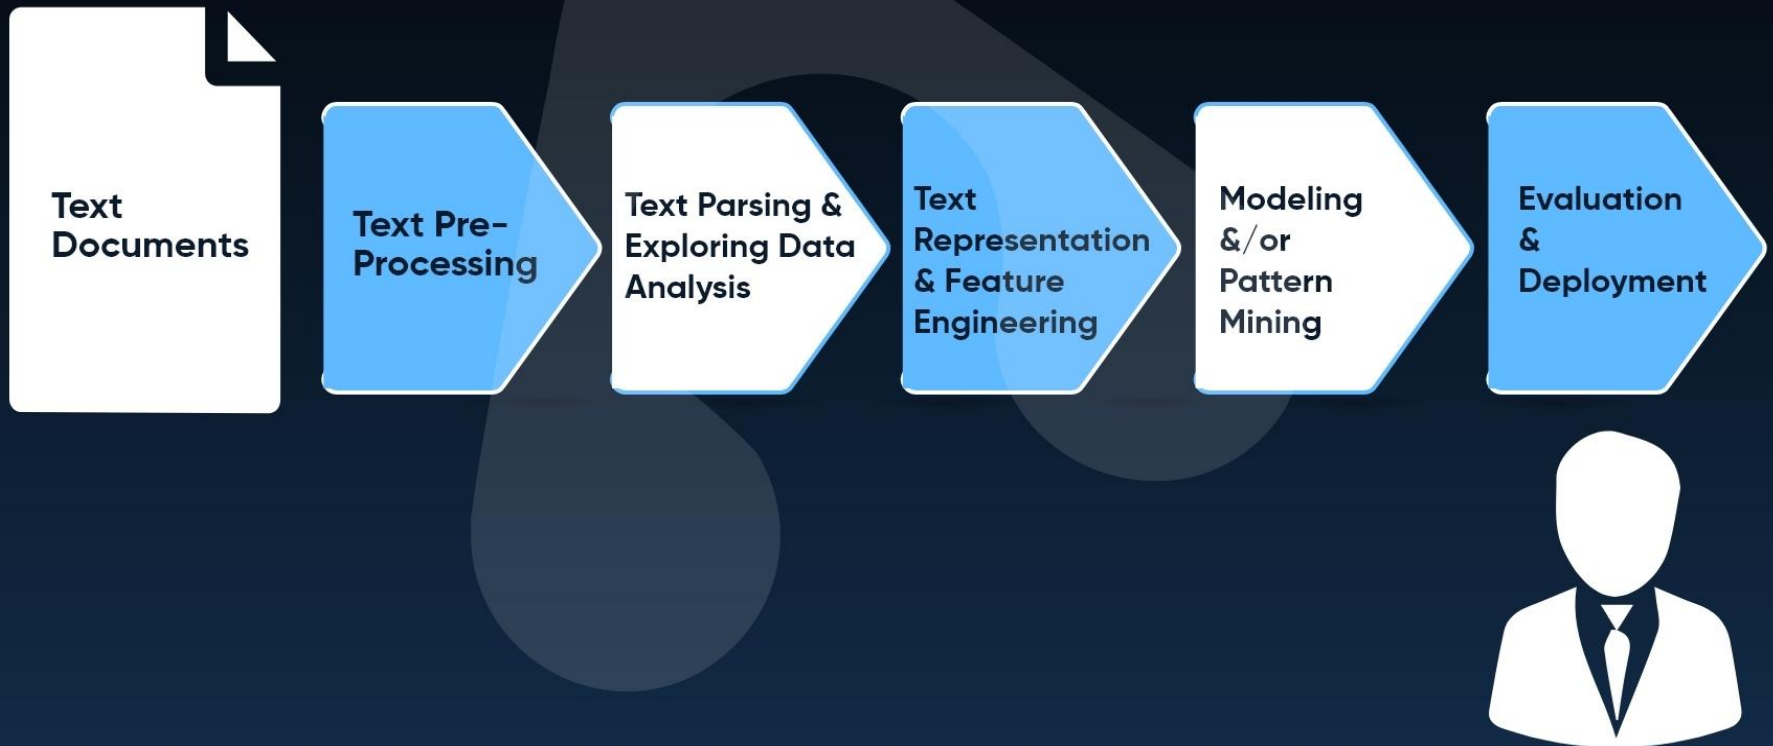 Text
Documents
Text Pre-
Processing
Text Parsing &
Exploring Data
Analysis
Text
Representation
& Feature
Engineering
Modeling
&/or
Pattern
Mining
Evaluation
&
Deployment